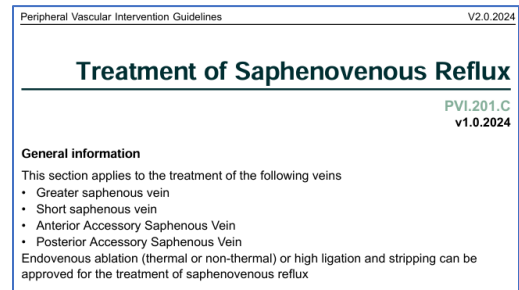 Peripheral Vascular Intervention Guidelines V2.0.2024
Treatment of Saphenovenous Reflux
PVI.201.C
v1.0.2024
General information
This section applies to the treatment of the following veins
• Greater saphenous vein
• Short saphenous vein
• Anterior Accessory Saphenous Vein
• Posterior Accessory Saphenous Vein
Endovenous ablation (thermal or non-thermal) or high ligation and stripping can be
approved for the treatment of saphenovenous reflux